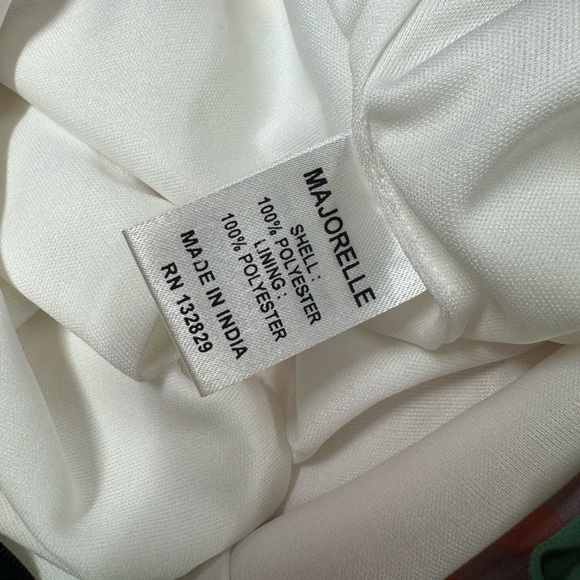 MAJORELLE
SHELL :
100% POLYESTER
LINING :
100% POLYESTER
MADE IN INDIA
RN 132829